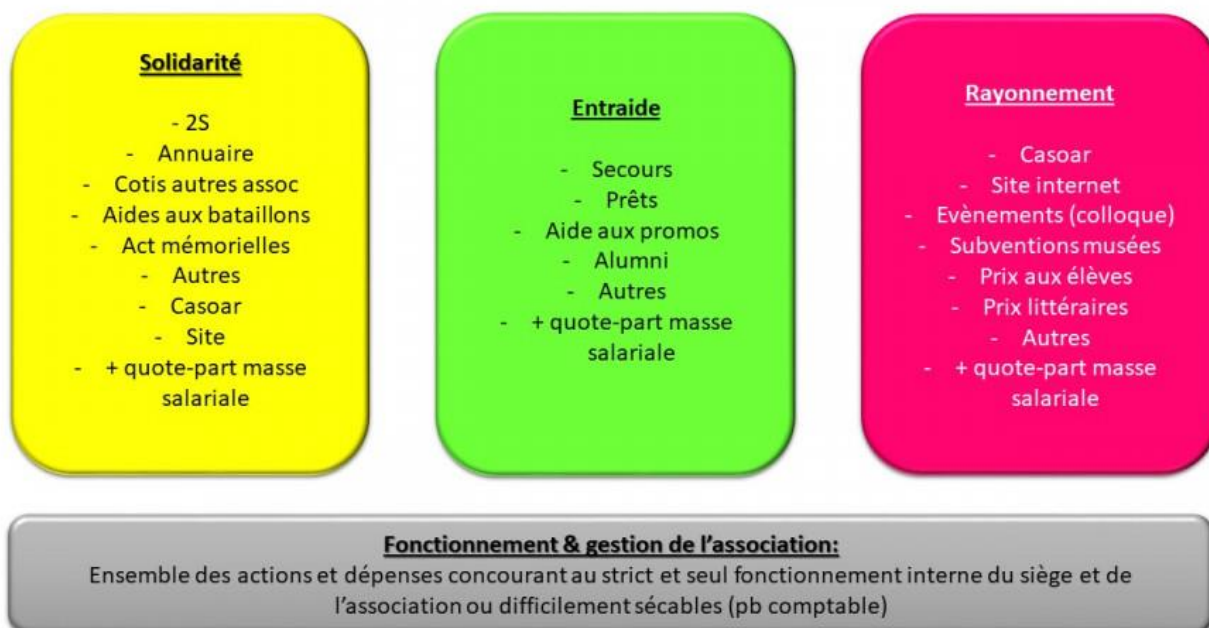 Solidarité
- 2S
- Annuaire
- Cotis autres assoc
- Aides aux bataillons
- Act mémorielles
- Autres
- Casoar
- Site
- + quote-part masse
salariale
Entraide
- Secours
- Prêts
- Aide aux promos
- Alumni
- Autres
- + quote-part masse
salariale
Rayonnement
- Casoar
- Site internet
- Evènements (colloque)
- Subventions musées
- Prix aux élèves
- Prix littéraires
- Autres
- + quote-part masse
salariale
Fonctionnement & gestion de l'association:
Ensemble des actions et dépenses concourant au strict et seul fonctionnement interne du siège et de
l'association ou difficilement sécables (pb comptable)